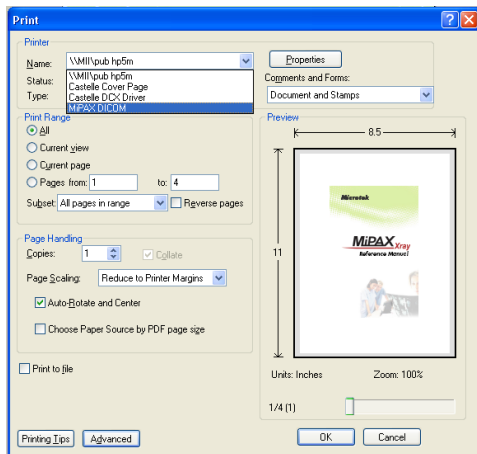 Print
Printer
Name: \\MII\pub hp5m
Properties
\\MII\pub hp5m
Castelle Cover Page
Castelle DCX Driver
MiPAX DICOM
Status:
Type:
Comments and Forms:
Document and Stamps
Print Range
All
Current view
Current page
Pages from: 1 to: 4
Subset: All pages in range Reverse pages
Preview
8.5
11
Microtek
MiPAX Xray
Reference Manual
Page Handling
Copies: 1 Collate
Page Scaling: Reduce to Printer Margins
Auto-Rotate and Center
Choose Paper Source by PDF page size
Print to file
Units: Inches Zoom: 100%
1/4 (1)
Printing Tips Advanced OK Cancel